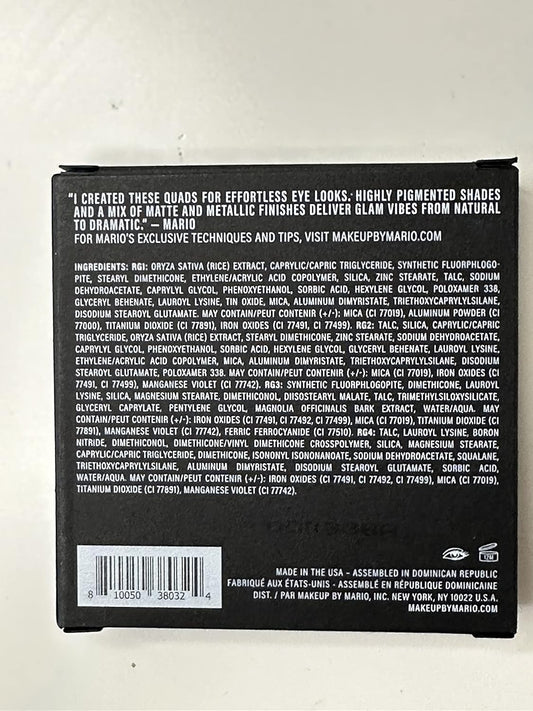 "I CREATED THESE QUADS FOR EFFORTLESS EYE LOOKS. HIGHLY PIGMENTED SHADES
AND A MIX OF MATTE AND METALLIC FINISHES DELIVER GLAM VIBES FROM NATURAL
TO DRAMATIC." – MARIO
FOR MARIO'S EXCLUSIVE TECHNIQUES AND TIPS, VISIT MAKEUPBYMARIO.COM
INGREDIENTS: RG1: ORYZA SATIVA (RICE) EXTRACT, CAPRYLIC/CAPRIC TRIGLYCERIDE, SYNTHETIC FLUORPHLOGO-
PITE, STEARYL DIMETHICONE, ETHYLENE/ACRYLIC ACID COPOLYMER, SILICA, ZINC STEARATE, TALC, SODIUM
DEHYDROACETATE, CAPRYLYL GLYCOL, PHENOXYETHANOL, SORBIC ACID, HEXYLENE GLYCOL, POLOXAMER 338,
GLYCERYL BEHENATE, LAUROYL LYSINE, TIN OXIDE, MICA, ALUMINUM DIMYRISTATE, TRIETHOXYCAPRYLYLSILANE,
DISODIUM STEAROYL GLUTAMATE. MAY CONTAIN/PEUT CONTENIR (+/-): MICA (CI 77019), ALUMINUM POWDER (CI
77000), TITANIUM DIOXIDE (CI 77891), IRON OXIDES (CI 77491, CI 77499). RG2: TALC, SILICA, CAPRYLIC/CAPRIC
TRIGLYCERIDE, ORYZA SATIVA (RICE) EXTRACT, STEARYL DIMETHICONE, ZINC STEARATE, SODIUM DEHYDROACETATE,
CAPRYLYL GLYCOL, PHENOXYETHANOL, SORBIC ACID, HEXYLENE GLYCOL, GLYCERYL BEHENATE, LAUROYL LYSINE,
ETHYLENE/ACRYLIC ACID COPOLYMER, MICA, ALUMINUM DIMYRISTATE, TRIETHOXYCAPRYLYLSILANE, DISODIUM
STEAROYL GLUTAMATE, POLOXAMER 338. MAY CONTAIN/PEUT CONTENIR (+/-): MICA (CI 77019), IRON OXIDES (CI
77491, CI 77499), MANGANESE VIOLET (CI 77742). RG3: SYNTHETIC FLUORPHLOGOPITE, DIMETHICONE, LAUROYL
LYSINE, SILICA, MAGNESIUM STEARATE, DIMETHICONOL, DIISOSTEARYL MALATE, TALC, TRIMETHYLSILOXYSILICATE,
GLYCERYL CAPRYLATE, PENTYLENE GLYCOL, MAGNOLIA OFFICINALIS BARK EXTRACT, WATER/AQUA. MAY
CONTAIN/PEUT CONTENIR (+/-): IRON OXIDES (CI 77491, CI 77492, CI 77499), MICA (CI 77019), TITANIUM DIOXIDE (CI
77891), MANGANESE VIOLET (CI 77742), FERRIC FERROCYANIDE (CI 77510). RG4: TALC, LAUROYL LYSINE, BORON
NITRIDE, DIMETHICONOL, DIMETHICONE/VINYL DIMETHICONE CROSSPOLYMER, SILICA, MAGNESIUM STEARATE,
CAPRYLIC/CAPRIC TRIGLYCERIDE, DIMETHICONE, ISONONYL ISONONANOATE, SODIUM DEHYDROACETATE, SQUALANE,
TRIETHOXYCAPRYLYLSILANE, ALUMINUM DIMYRISTATE, DISODIUM STEAROYL GLUTAMATE, SORBIC ACID,
WATER/AQUA. MAY CONTAIN/PEUT CONTENIR (+/-): IRON OXIDES (CI 77491, CI 77492, CI 77499), MICA (CI 77019),
TITANIUM DIOXIDE (CI 77891), MANGANESE VIOLET (CI 77742).
12M
8 10050 38032 4
MADE IN THE USA - ASSEMBLED IN DOMINICAN REPUBLIC
FABRIQUÉ AUX ÉTATS-UNIS - ASSEMBLÉ EN RÉPUBLIQUE DOMINICAINE
DIST. / PAR MAKEUP BY MARIO, INC. NEW YORK, NY 10022 U.S.A.
MAKEUPBYMARIO.COM